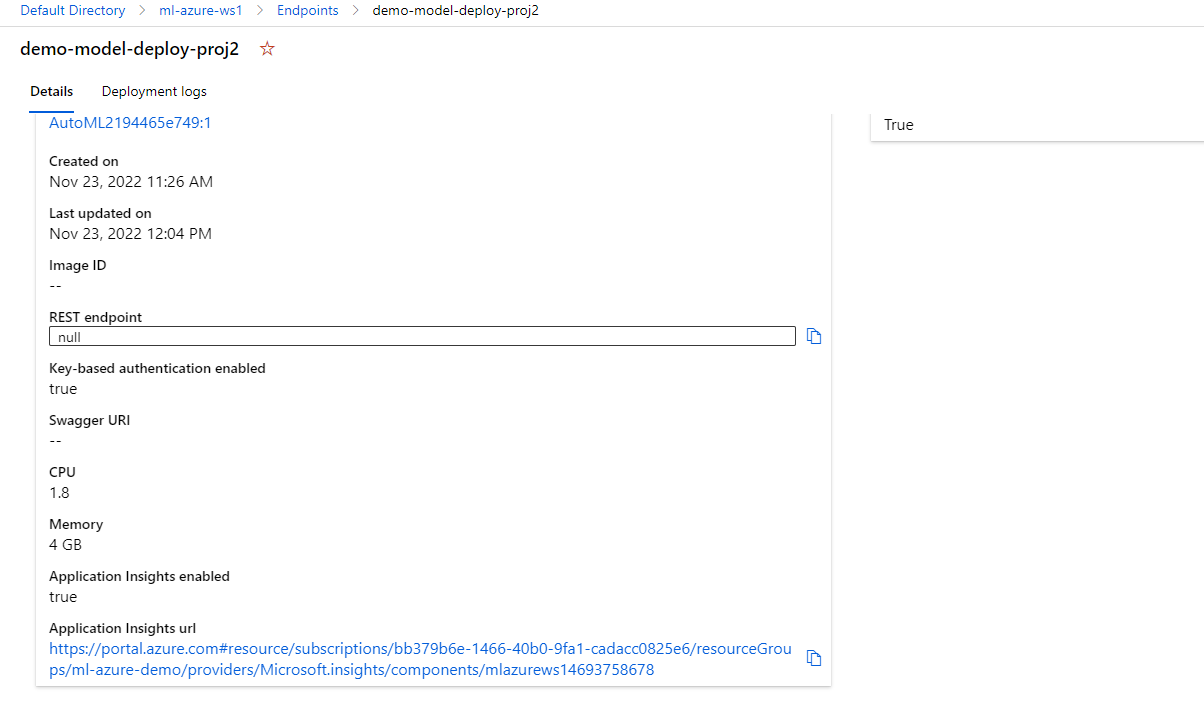 Default Directory > ml-azure-ws1 > Endpoints > demo-model-deploy-proj2
demo-model-deploy-proj2
Details Deployment logs
AutoML2194465e749:1
True
Created on
Nov 23, 2022 11:26 AM
Last updated on
Nov 23, 2022 12:04 PM
Image ID
--
REST endpoint
null
Key-based authentication enabled
true
Swagger URI
--
CPU
1.8
Memory
4 GB
Application Insights enabled
true
Application Insights url
https://portal.azure.com#resource/subscriptions/bb379b6e-1466-40b0-9fa1-cadacc0825e6/resourceGrou
ps/ml-azure-demo/providers/Microsoft.insights/components/mlazurews14693758678